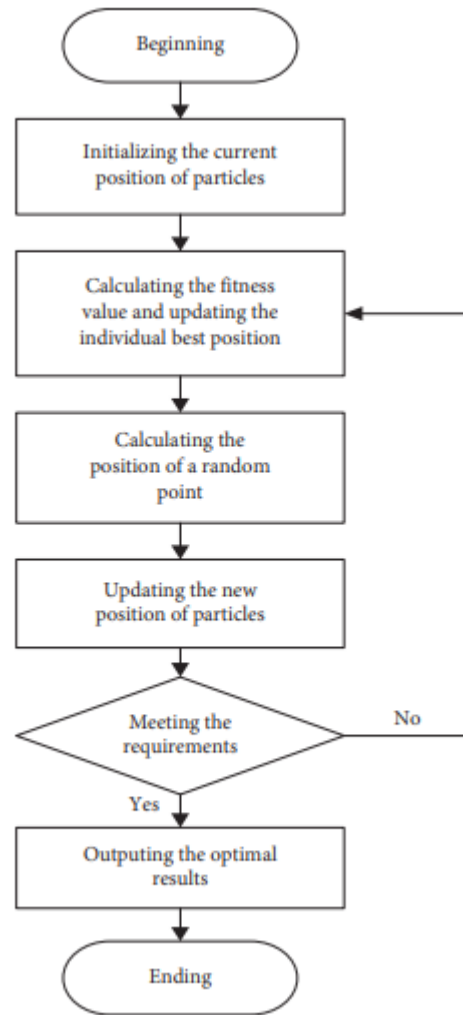 Beginning
Initializing the current
position of particles
Calculating the fitness
value and updating the
individual best position
Calculating the
position of a random
point
Updating the new
position of particles
Meeting the
requirements
No
Yes
Outputing the optimal
results
Ending